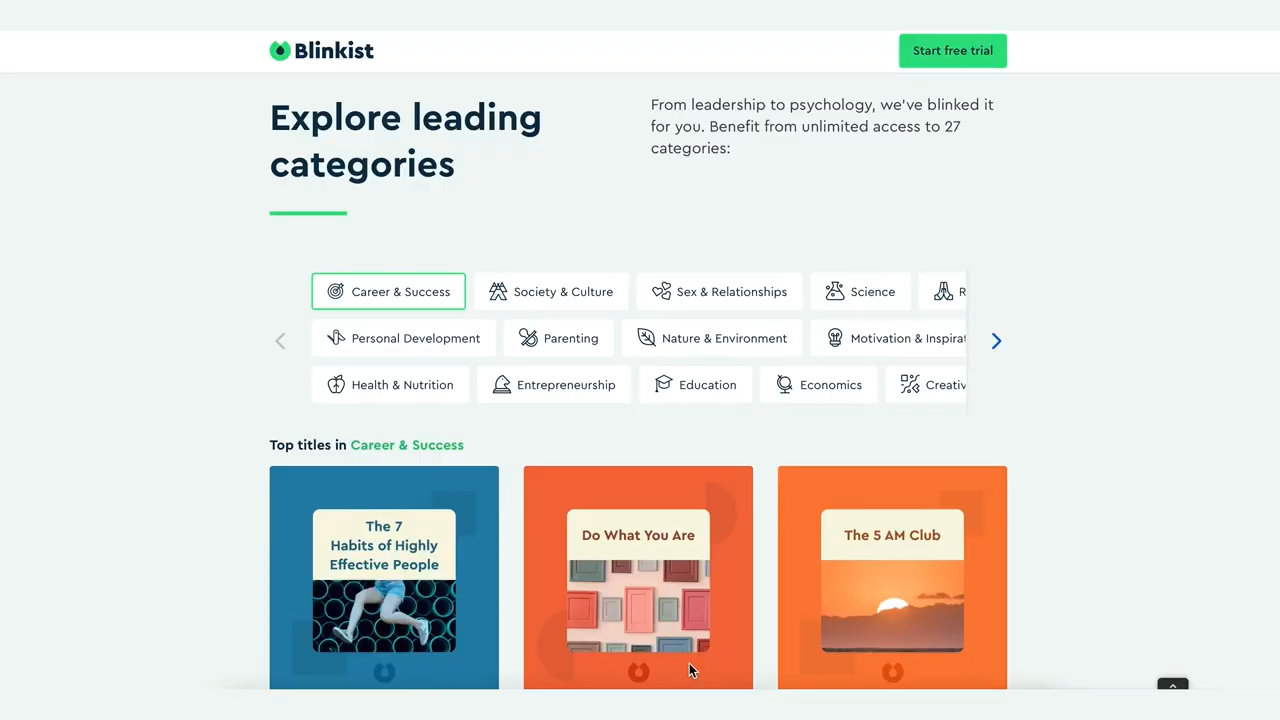 Blinkist
Start free trial
Explore leading
categories
From leadership to psychology, we've blinked it
for you. Benefit from unlimited access to 27
categories:
Career & Success
Society & Culture
Sex & Relationships
Science
R
Personal Development
Parenting
Nature & Environment
Motivation & Inspirat
Health & Nutrition
Entrepreneurship
Education
Economics
Creativ
Top titles in Career & Success
The 7
Habits of Highly
Effective People
Do What You Are
The 5 AM Club